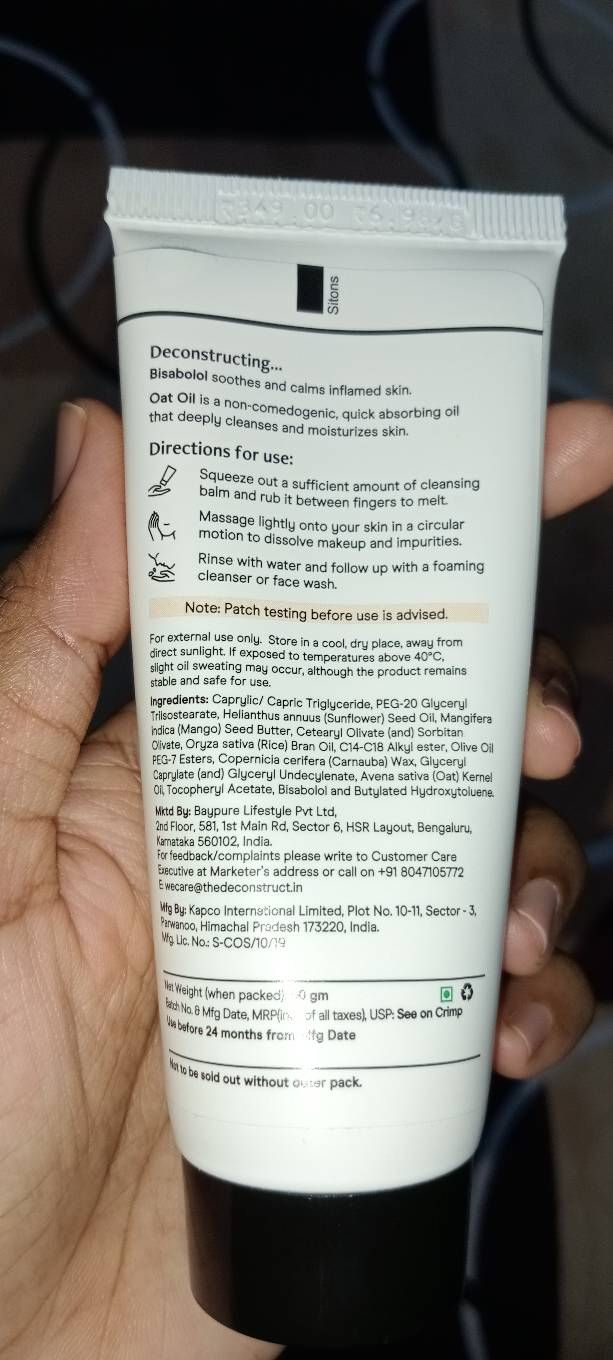 Sitons
Deconstructing...
Bisabolol soothes and calms inflamed skin.
Oat Oil is a non-comedogenic, quick absorbing oil
that deeply cleanses and moisturizes skin.
Directions for use:
Squeeze out a sufficient amount of cleansing
balm and rub it between fingers to melt.
Massage lightly onto your skin in a circular
motion to dissolve makeup and impurities.
Rinse with water and follow up with a foaming
cleanser or face wash.
Note: Patch testing before use is advised.
For external use only. Store in a cool, dry place, away from
direct sunlight. If exposed to temperatures above 40°C,
slight oil sweating may occur, although the product remains
stable and safe for use.
Ingredients: Caprylic/ Capric Triglyceride, PEG-20 Glyceryl
Triisostearate, Helianthus annuus (Sunflower) Seed Oil, Mangifera
indica (Mango) Seed Butter, Cetearyl Olivate (and) Sorbitan
Olivate, Oryza sativa (Rice) Bran Oil, C14-C18 Alkyl ester, Olive Oil
PEG-7 Esters, Copernicia cerifera (Carnauba) Wax, Glyceryl
Caprylate (and) Glyceryl Undecylenate, Avena sativa (Oat) Kernel
Oil, Tocopheryl Acetate, Bisabolol and Butylated Hydroxytoluene.
Mktd By: Baypure Lifestyle Pvt Ltd,
2nd Floor, 581, 1st Main Rd, Sector 6, HSR Layout, Bengaluru,
Karnataka 560102, India.
For feedback/complaints please write to Customer Care
Executive at Marketer's address or call on +91 8047105772
E: wecare@thedeconstruct.in
Mfg By: Kapco International Limited, Plot No. 10-11, Sector - 3,
Parwanoo, Himachal Pradesh 173220, India.
Mfg. Lic. No.: S-COS/10/19
Net Weight (when packed) gm
Batch No. & Mfg Date, of all taxes), USP: See on Crimp
Use before 24 months from Mfg Date
Not to be sold out without outer pack.